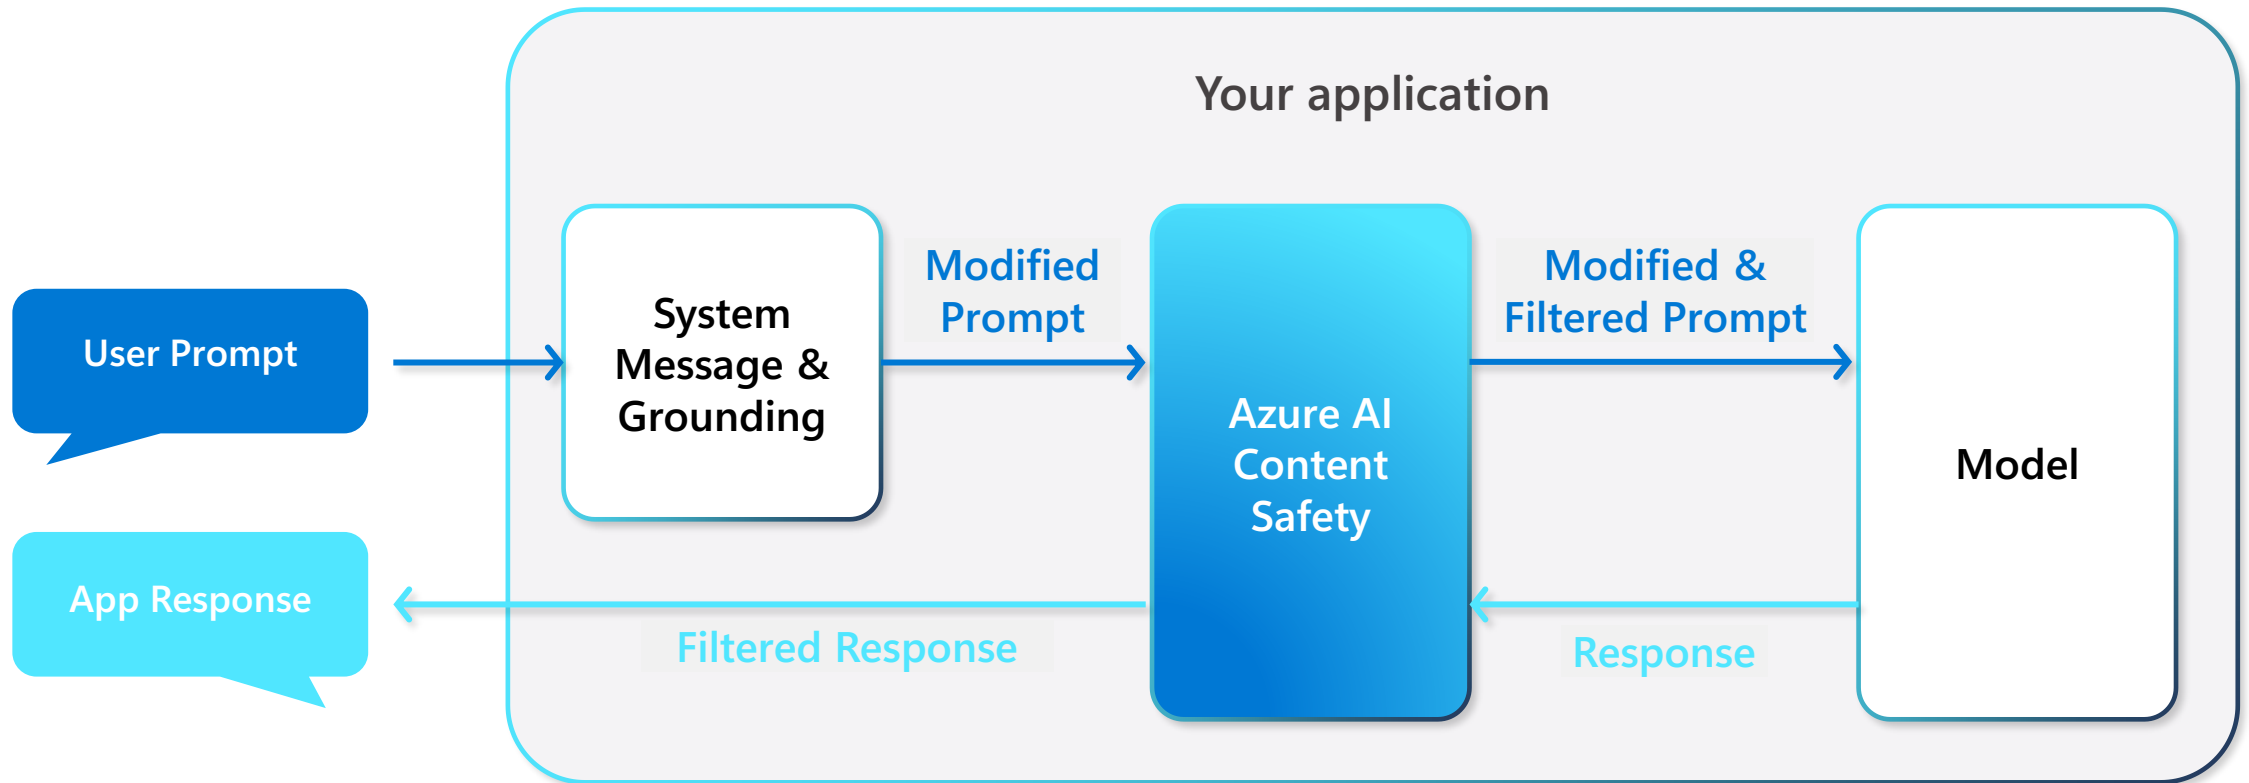 Your application
User Prompt
System
Message &
Grounding
Modified
Prompt
Azure AI
Content
Safety
Modified &
Filtered Prompt
Model
App Response
Filtered Response
Response